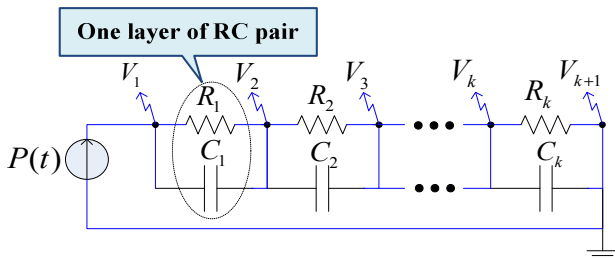 One layer of RC pair
V1 V2 V3 Vk Vk+1
R1 R2 Rk
P(t) C1 C2 Ck